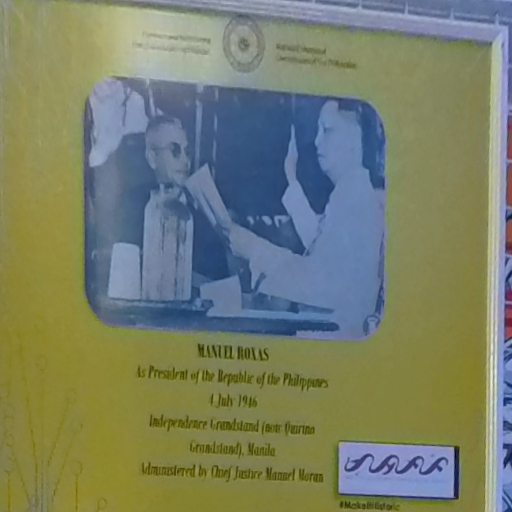 MANUEL ROXAS
As President of the Republic of the Philippines
4 July 1946
Independence Grandstand (now Quirino
Grandstand), Manila
Administered by Chief Justice Manuel Moran